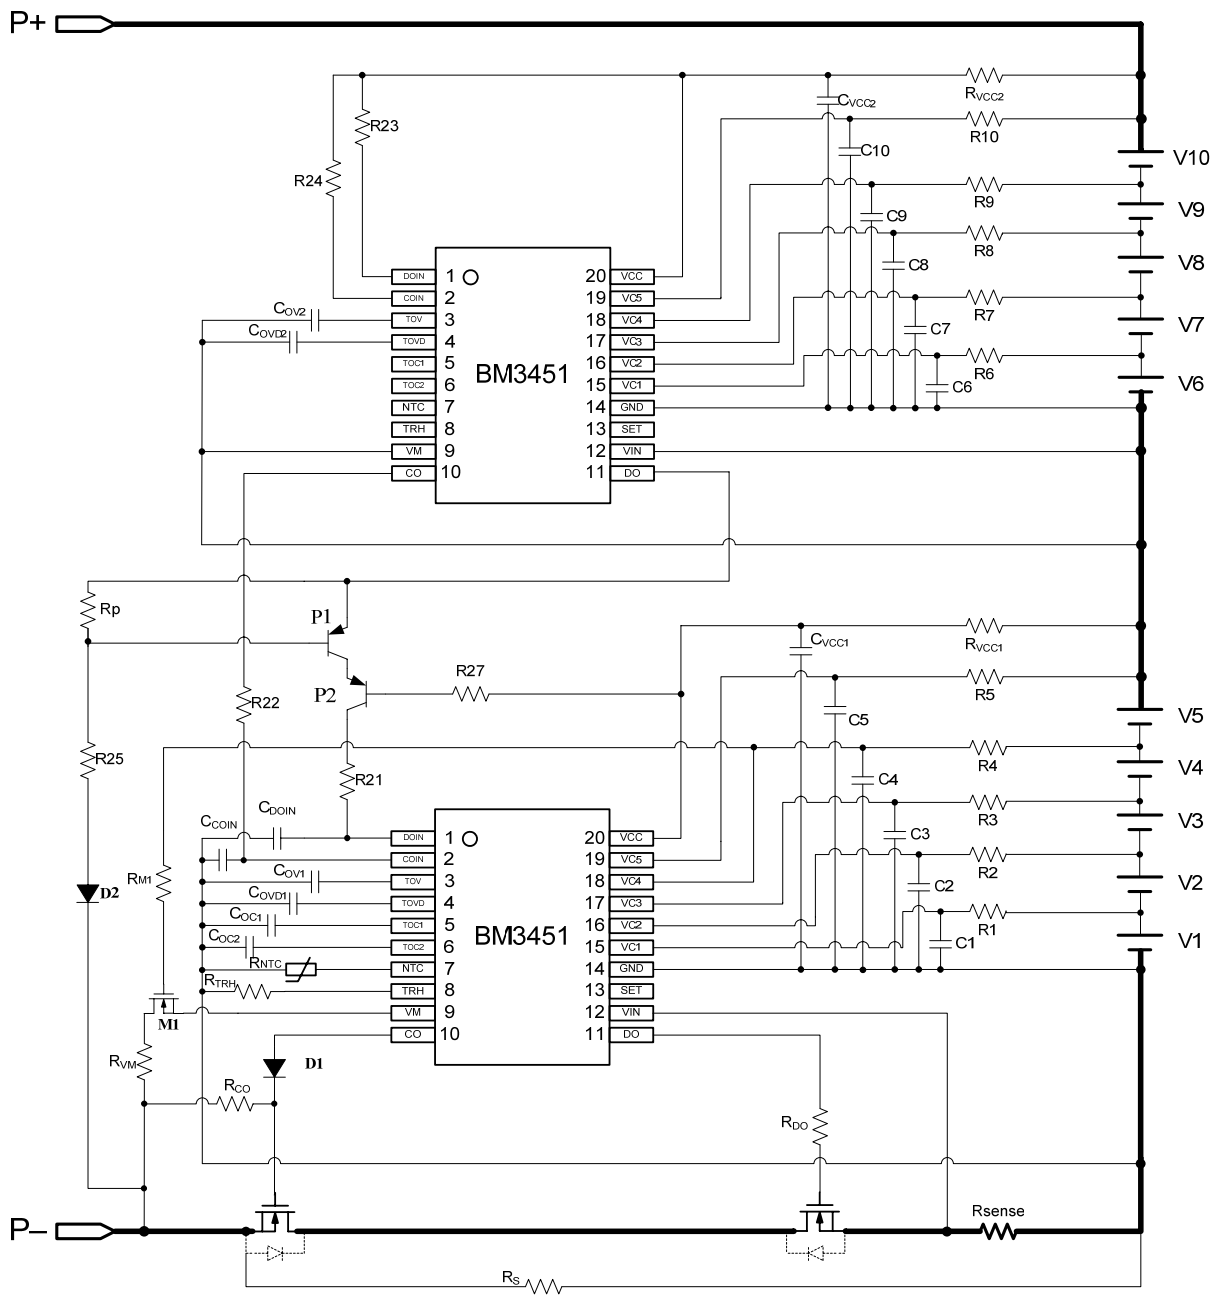 P+
RVCC2
CVCC2
R10
V10
R23
C10
R24
R9
V9
C9
R8
V8
C8
DOIN 1 20 VCC
COIN 2 19 VC5
COV2
TOV 3 18 VC4
R7
V7
C7
COVD2
TOVD 4 17 VC3
TOC1 5 16 VC2
BM3451
R6
V6
C6
TOC2 6 15 VC1
NTC 7 14 GND
TRH 8 13 SET
VM 9 12 VIN
CO 10 11 DO
Rp
P1
CVCC1
RVCC1
R27
P2
R5
R22
C5
V5
R25
R21
R4
V4
C4
CCOIN
CDOIN
R3
V3
C3
DOIN 1 20 VCC
COIN 2 19 VC5
R2
V2
C2
RM1
COV1
TOV 3 18 VC4
D2
COVD1
TOVD 4 17 VC3
COC1
TOC1 5 16 VC2
BM3451
R1
V1
C1
COC2
TOC2 6 15 VC1
RNTC
NTC 7 14 GND
RTRH
TRH 8 13 SET
M1
VM 9 12 VIN
CO 10 11 DO
RVM
D1
RCO
RDO
P–
Rsense
RS